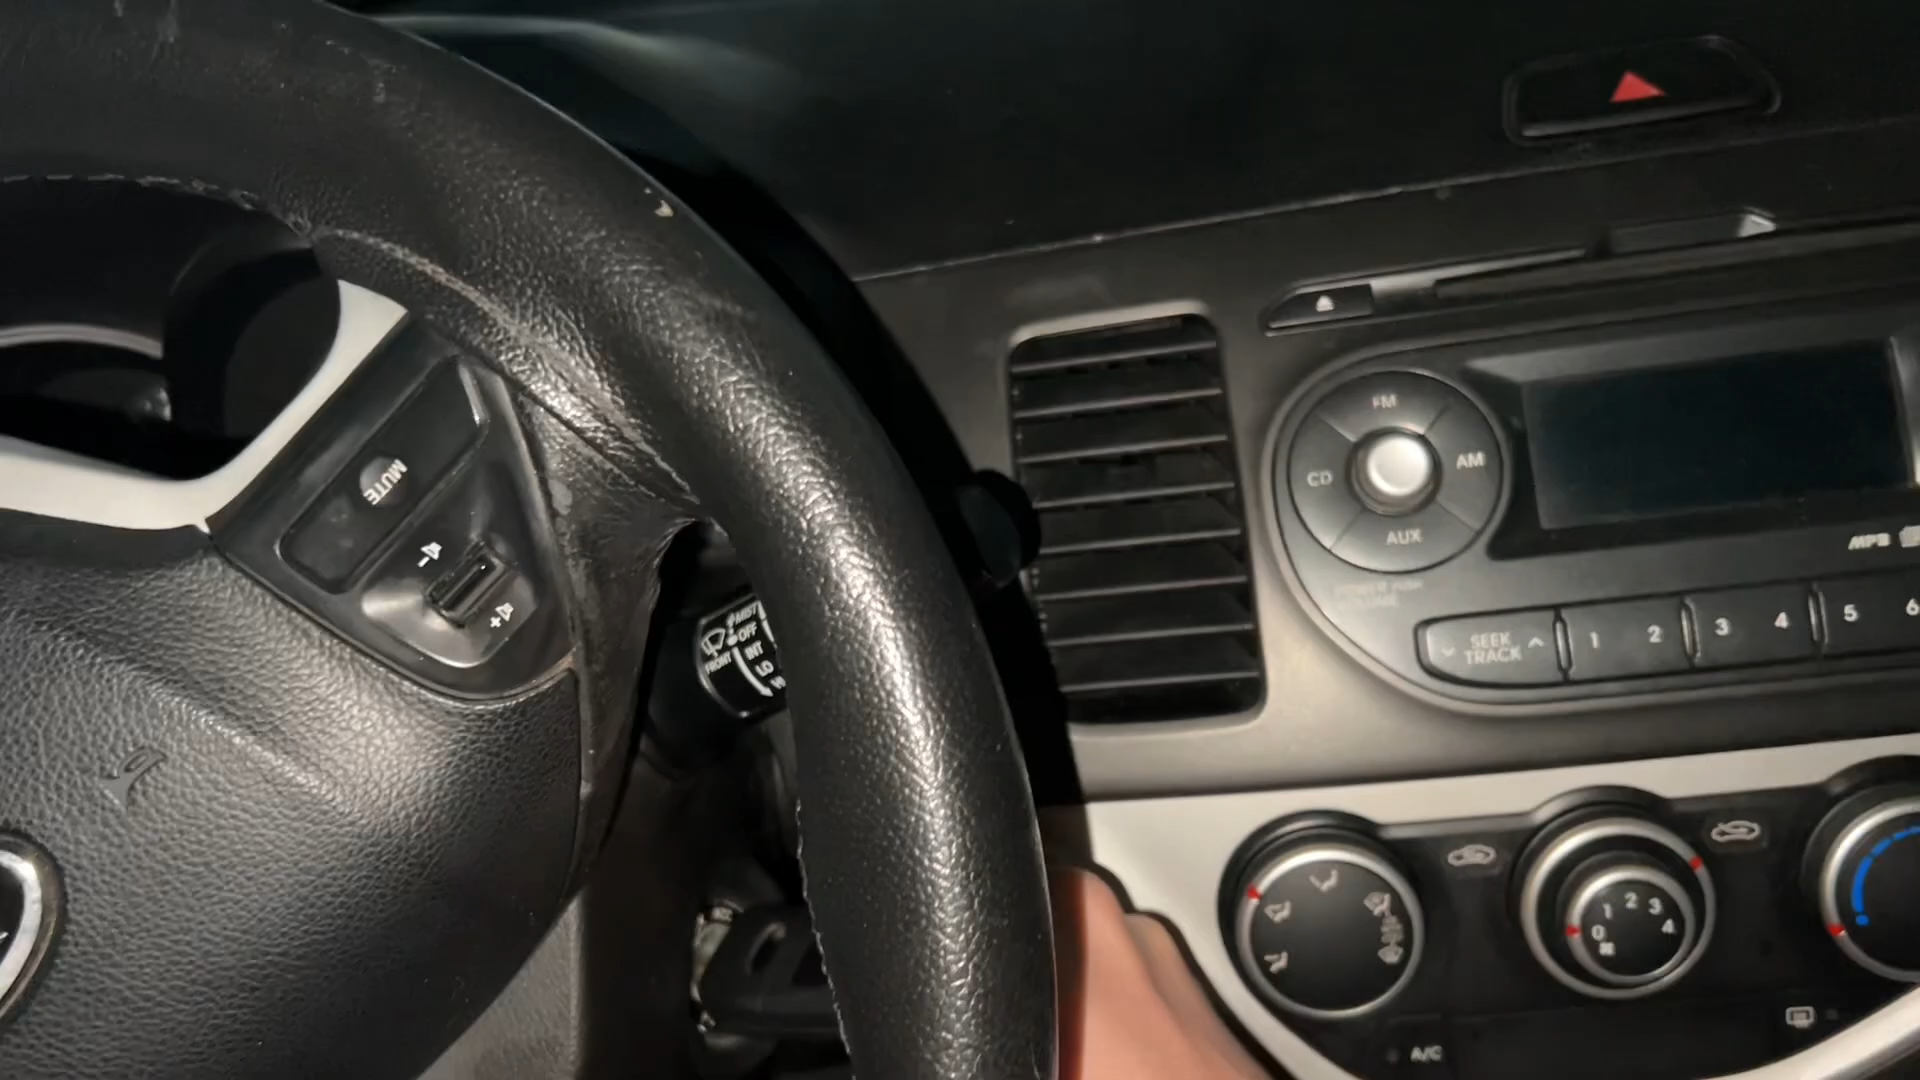 MUTE
-
+
MIST
OFF
INT
LO
FRONT
FM
CD
AM
AUX
MP3
SEEK
TRACK
1 2 3 4 5 6
0 1 2 3 4
A/C